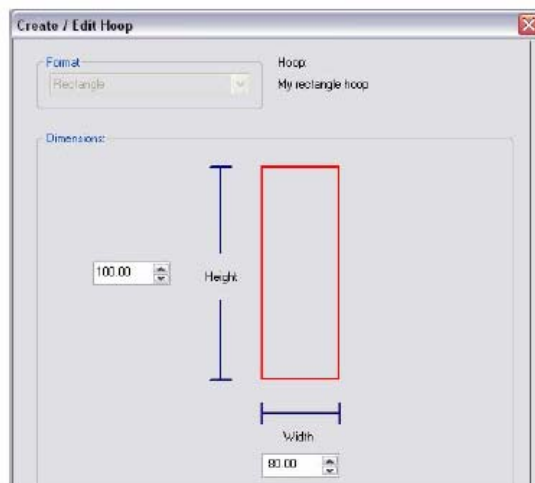 Create / Edit Hoop
Format
Hoop:
Rectangle
My rectangle hoop
Dimensions:
100.00
Height
Width
80.00